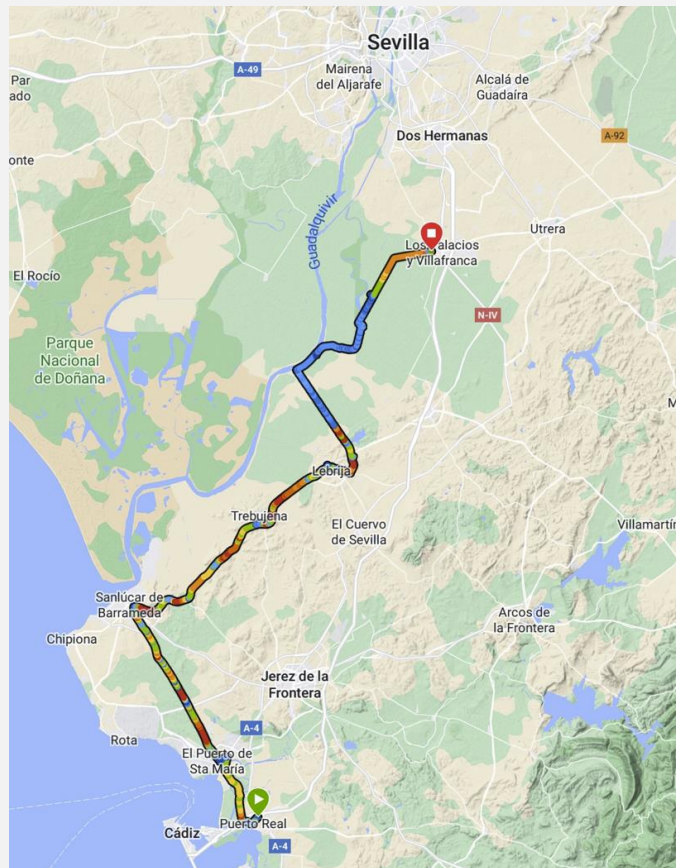 Sevilla
A-49
Mairena
del Aljarafe
Par
ado
Alcalá de
Guadaíra
Dos Hermanas
A-92
onte
Guadalquivir
Utrera
Los Palacios
y Villafranca
El Rocío
N-IV
Parque
Nacional
de Doñana
M
Lebrija
Trebujena
El Cuervo
de Sevilla
Villamartín
Sanlúcar de
Barrameda
Arcos de
la Frontera
Chipiona
Jerez de la
Frontera
A-4
Rota
El Puerto de
Sta María
Puerto Real
Cádiz
A-4